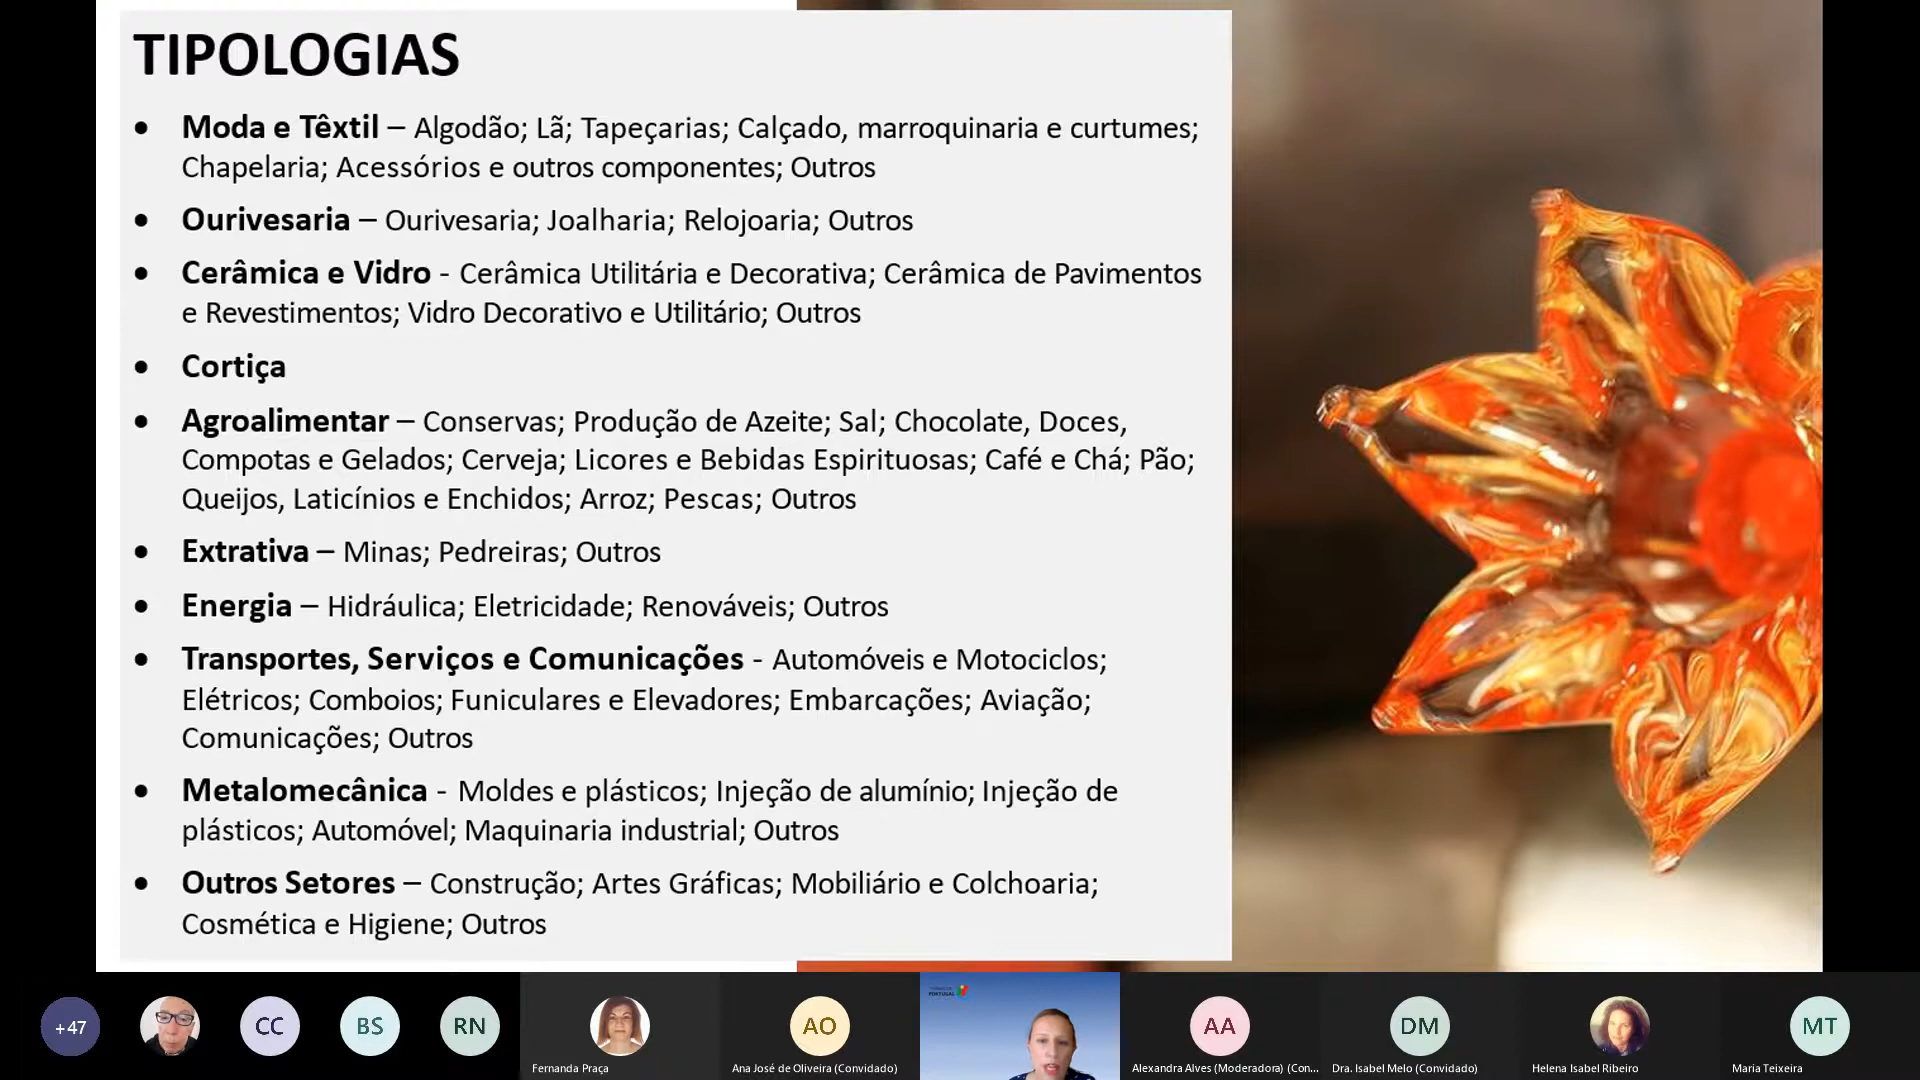 TIPOLOGIAS
• Moda e Têxtil – Algodão; Lã; Tapeçarias; Calçado, marroquinaria e curtumes;
Chapelaria; Acessórios e outros componentes; Outros
• Ourivesaria – Ourivesaria; Joalharia; Relojoaria; Outros
• Cerâmica e Vidro - Cerâmica Utilitária e Decorativa; Cerâmica de Pavimentos
e Revestimentos; Vidro Decorativo e Utilitário; Outros
• Cortiça
• Agroalimentar – Conservas; Produção de Azeite; Sal; Chocolate, Doces,
Compotas e Gelados; Cerveja; Licores e Bebidas Espirituosas; Café e Chá; Pão;
Queijos, Laticínios e Enchidos; Arroz; Pescas; Outros
• Extrativa – Minas; Pedreiras; Outros
• Energia – Hidráulica; Eletricidade; Renováveis; Outros
• Transportes, Serviços e Comunicações - Automóveis e Motociclos;
Elétricos; Comboios; Funiculares e Elevadores; Embarcações; Aviação;
Comunicações; Outros
• Metalomecânica - Moldes e plásticos; Injeção de alumínio; Injeção de
plásticos; Automóvel; Maquinaria industrial; Outros
• Outros Setores – Construção; Artes Gráficas; Mobiliário e Colchoaria;
Cosmética e Higiene; Outros
+47
CC
BS
RN
Fernanda Praça
AO
Ana José de Oliveira (Convidado)
PORTUGAL
AA
Alexandra Alves (Moderadora) (Con...
DM
Dra. Isabel Melo (Convidado)
Helena Isabel Ribeiro
MT
Maria Teixeira